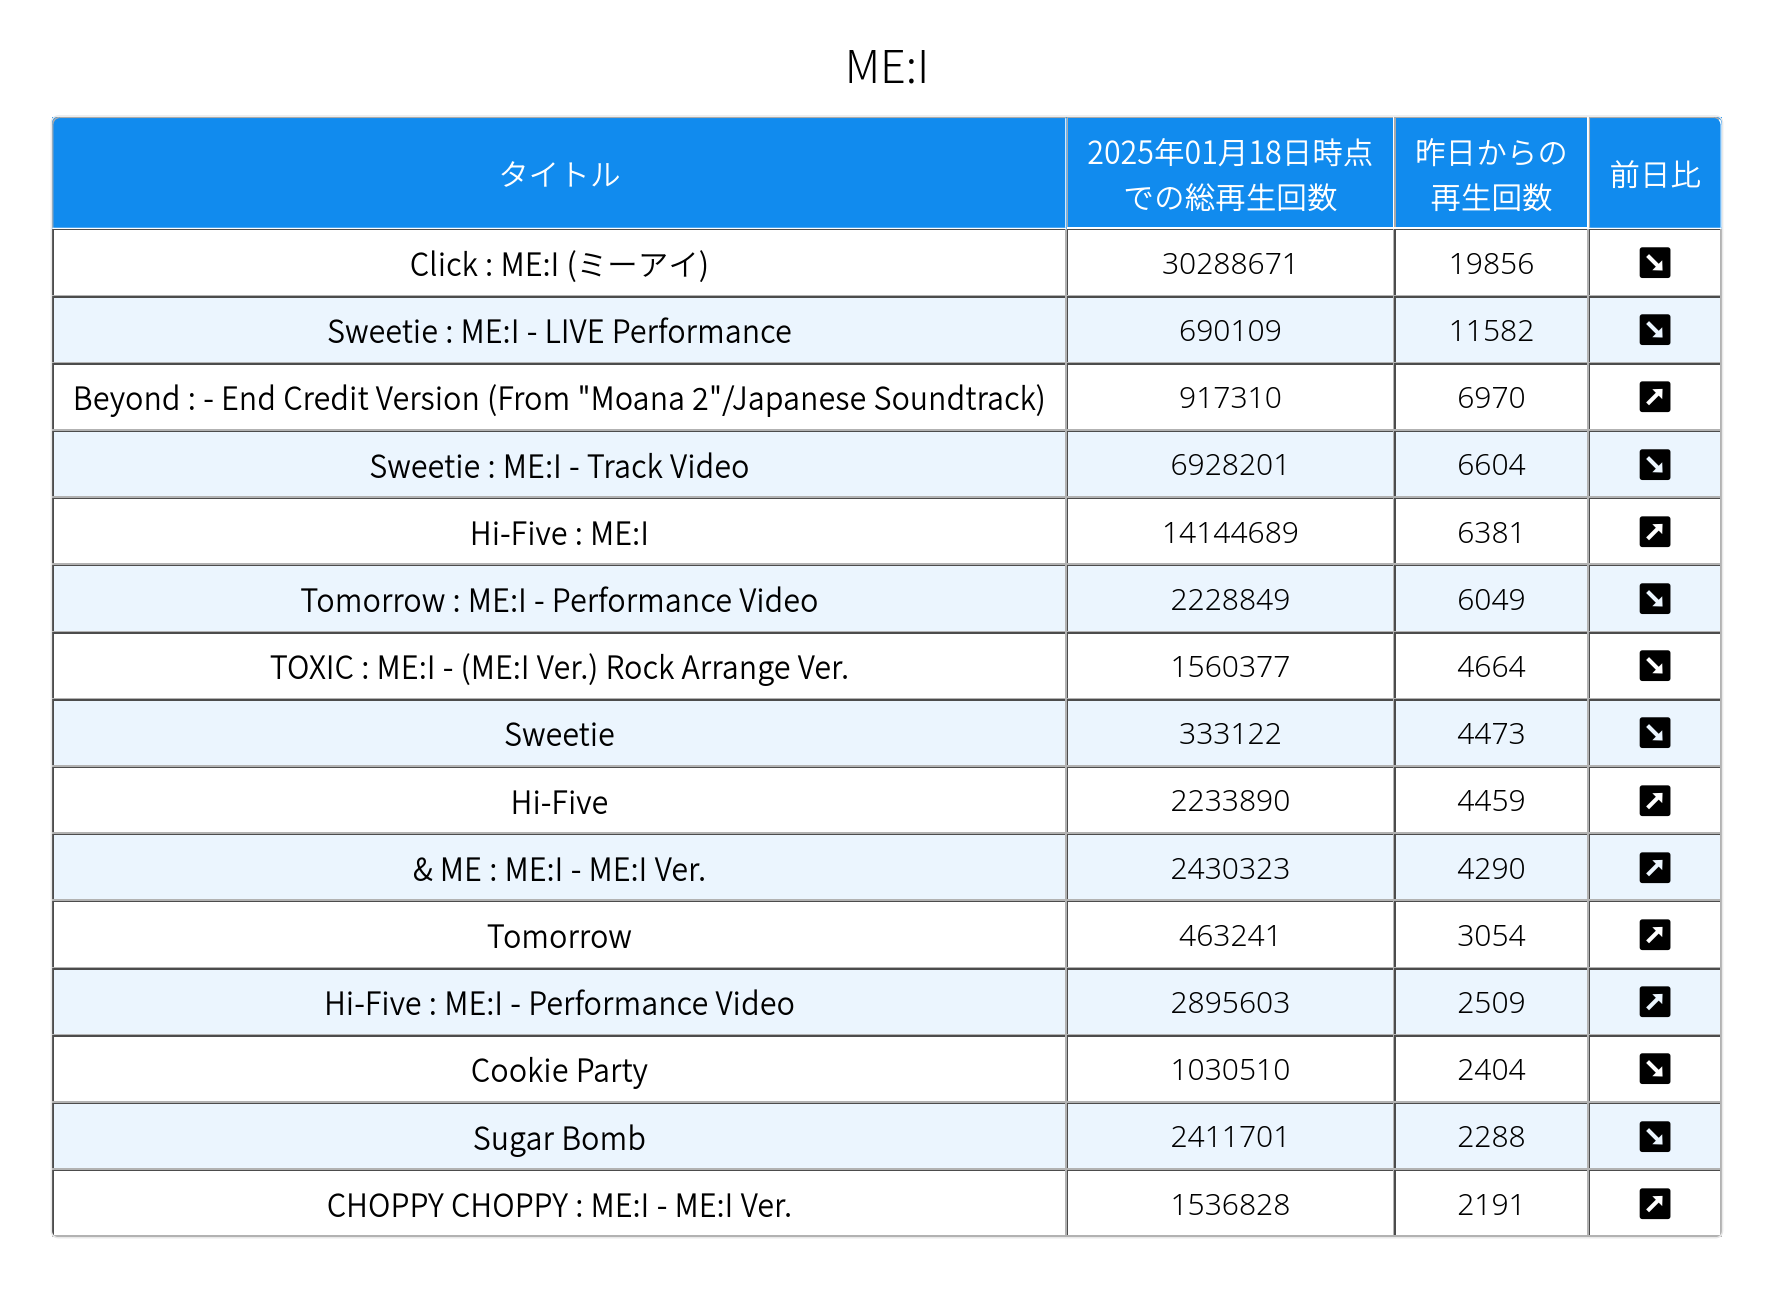 ME:I
タイトル
2025年01月18日時点
での総再生回数
昨日からの
再生回数
前日比
Click : ME:I (ミーアイ) 30288671 19856
Sweetie : ME:I - LIVE Performance 690109 11582
Beyond : - End Credit Version (From "Moana 2"/Japanese Soundtrack) 917310 6970
Sweetie : ME:I - Track Video 6928201 6604
Hi-Five : ME:I 14144689 6381
Tomorrow : ME:I - Performance Video 2228849 6049
TOXIC : ME:I - (ME:I Ver.) Rock Arrange Ver. 1560377 4664
Sweetie 333122 4473
Hi-Five 2233890 4459
& ME : ME:I - ME:I Ver. 2430323 4290
Tomorrow 463241 3054
Hi-Five : ME:I - Performance Video 2895603 2509
Cookie Party 1030510 2404
Sugar Bomb 2411701 2288
CHOPPY CHOPPY : ME:I - ME:I Ver. 1536828 2191